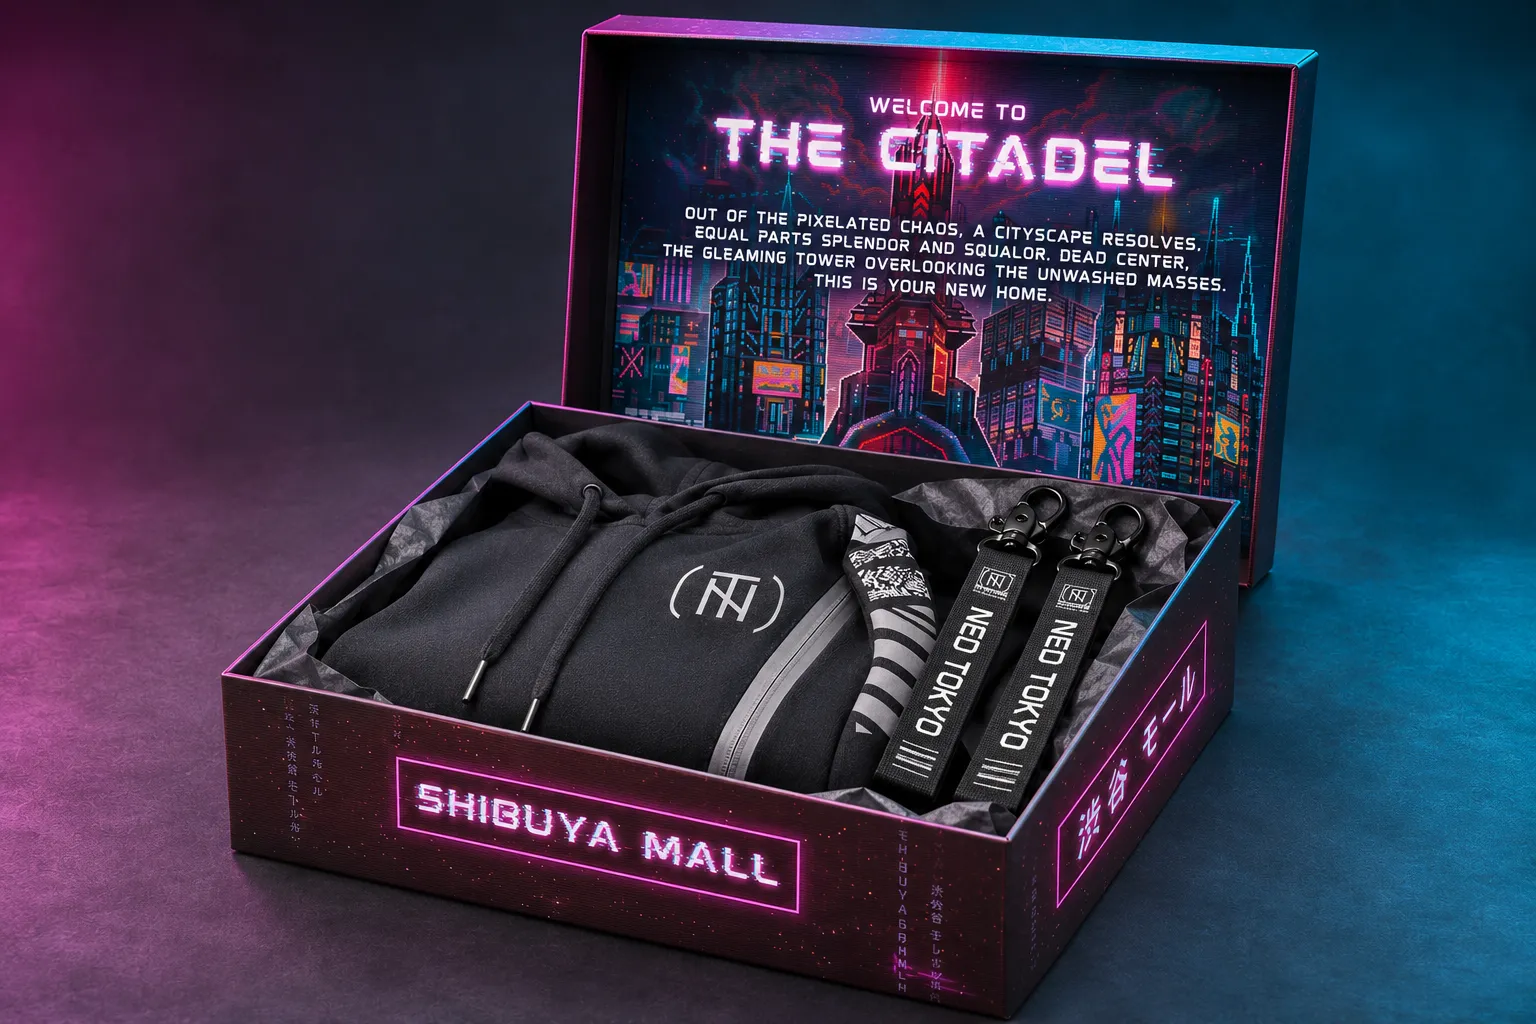 WELCOME TO
THE CITADEL
OUT OF THE PIXELATED CHAOS, A CITYSCAPE RESOLVES.
EQUAL PARTS SPLENDOR AND SQUALOR. DEAD CENTER,
THE GLEAMING TOWER OVERLOOKING THE UNWASHED MASSES.
THIS IS YOUR NEW HOME.
NEO TOKYO
NEO TOKYO
SHIBUYA MALL
渋谷 モール